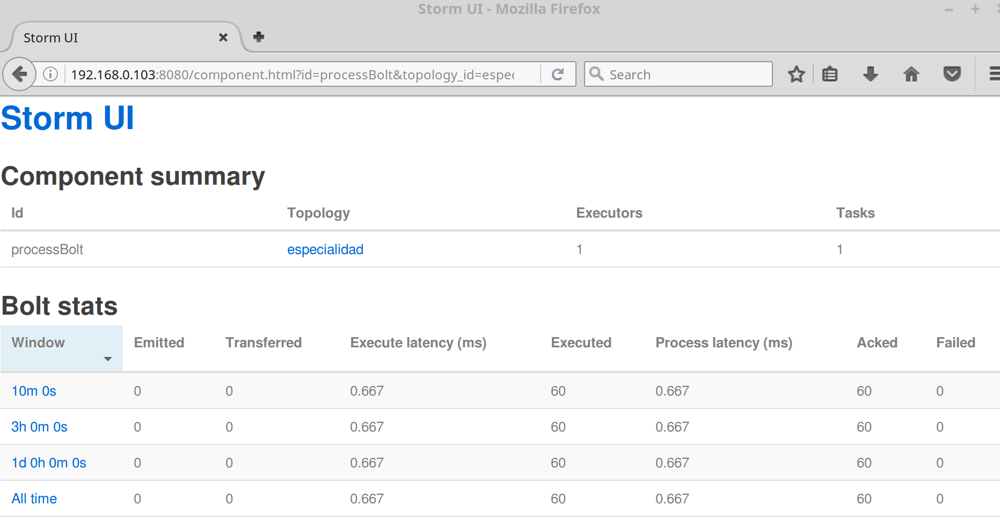 Storm UI - Mozilla Firefox
Storm UI
192.168.0.103:8080/component.html?id=processBolt&topology_id=espec
Search
Storm UI
Component summary
Id Topology Executors Tasks
processBolt especialidad 1 1
Bolt stats
Window Emitted Transferred Execute latency (ms) Executed Process latency (ms) Acked Failed
10m 0s 0 0 0.667 60 0.667 60 0
3h 0m 0s 0 0 0.667 60 0.667 60 0
1d 0h 0m 0s 0 0 0.667 60 0.667 60 0
All time 0 0 0.667 60 0.667 60 0